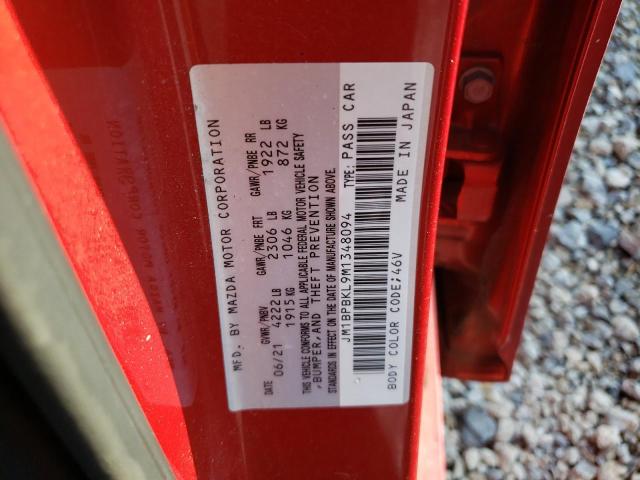 MFD. BY MAZDA MOTOR CORPORATION
GVWR/PNBV GAWR/PNBE FRT GAWR/PNBE RR
DATE 06/21 4222 LB 2306 LB 1922 LB
1915 KG 1046 KG 872 KG
THIS VEHICLE CONFORMS TO ALL APPLICABLE FEDERAL MOTOR VEHICLE SAFETY
,BUMPER,AND THEFT PREVENTION
STANDARDS IN EFFECT ON THE DATE OF MANUFACTURE SHOWN ABOVE.
JM1BPBKL9M1348094 TYPE: PASS CAR
BODY COLOR CODE;46V MADE IN JAPAN